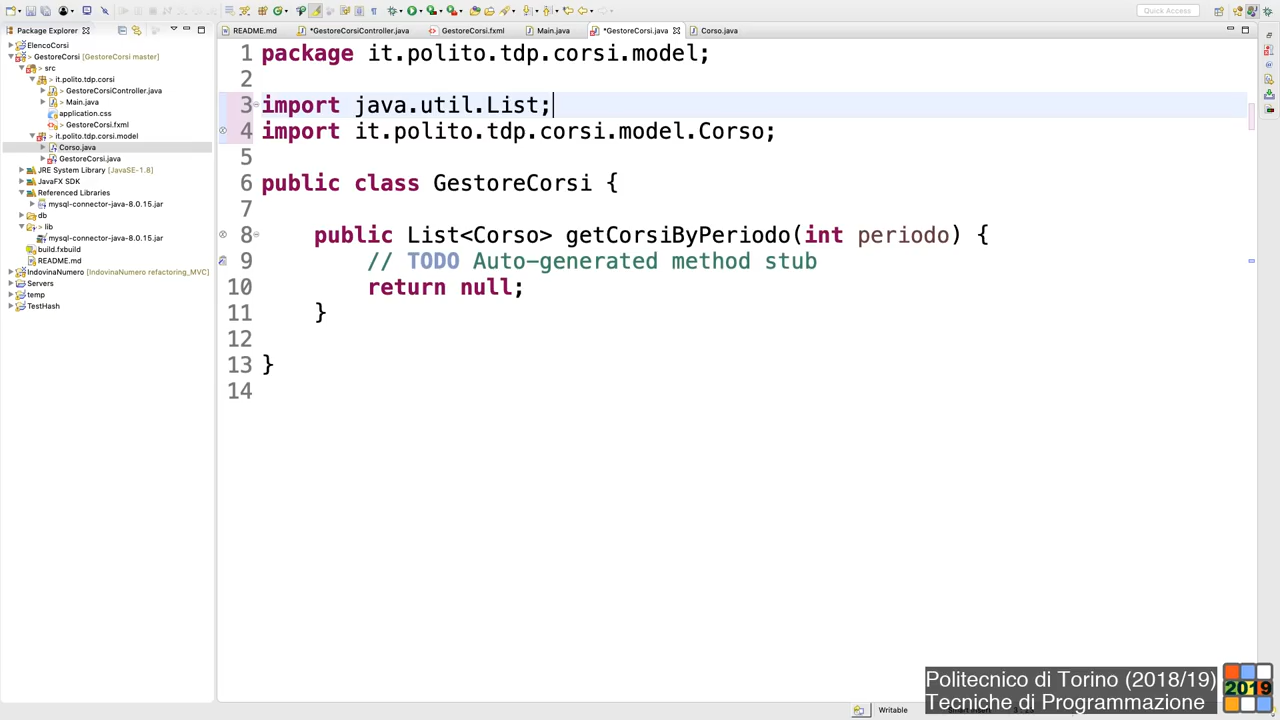 Quick Access
Package Explorer
README.md
*GestoreCorsiController.java
GestoreCorsi.fxml
Main.java
*GestoreCorsi.java
Corso.java
ElencoCorsi
> GestoreCorsi [GestoreCorsi master]
> src
> it.polito.tdp.corsi
> GestoreCorsiController.java
> Main.java
application.css
> GestoreCorsi.fxml
> it.polito.tdp.corsi.model
Corso.java
GestoreCorsi.java
JRE System Library [JavaSE-1.8]
JavaFX SDK
Referenced Libraries
mysql-connector-java-8.0.15.jar
db
> lib
mysql-connector-java-8.0.15.jar
build.fxbuild
README.md
IndovinaNumero [IndovinaNumero refactoring_MVC]
Servers
temp
TestHash
1 package it.polito.tdp.corsi.model;
2
3 import java.util.List;
4 import it.polito.tdp.corsi.model.Corso;
5
6 public class GestoreCorsi {
7
8 public List<Corso> getCorsiByPeriodo(int periodo) {
9 // TODO Auto-generated method stub
10 return null;
11 }
12
13 }
14
Politecnico di Torino (2018/19)
Tecniche di Programmazione
2019
Writable